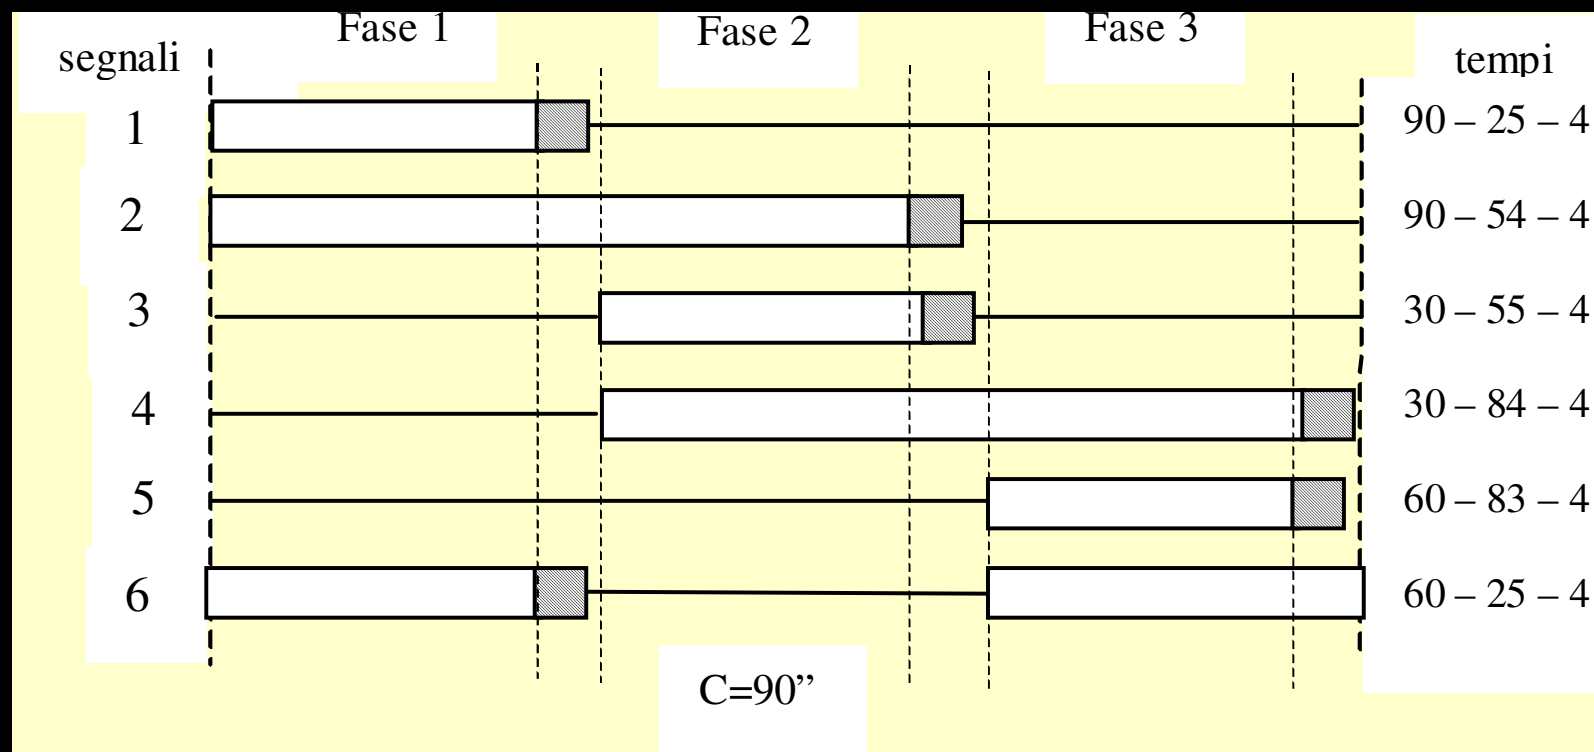 Fase 1 Fase 2 Fase 3
segnali tempi
1 90 – 25 – 4
2 90 – 54 – 4
3 30 – 55 – 4
4 30 – 84 – 4
5 60 – 83 – 4
6 60 – 25 – 4
C=90”